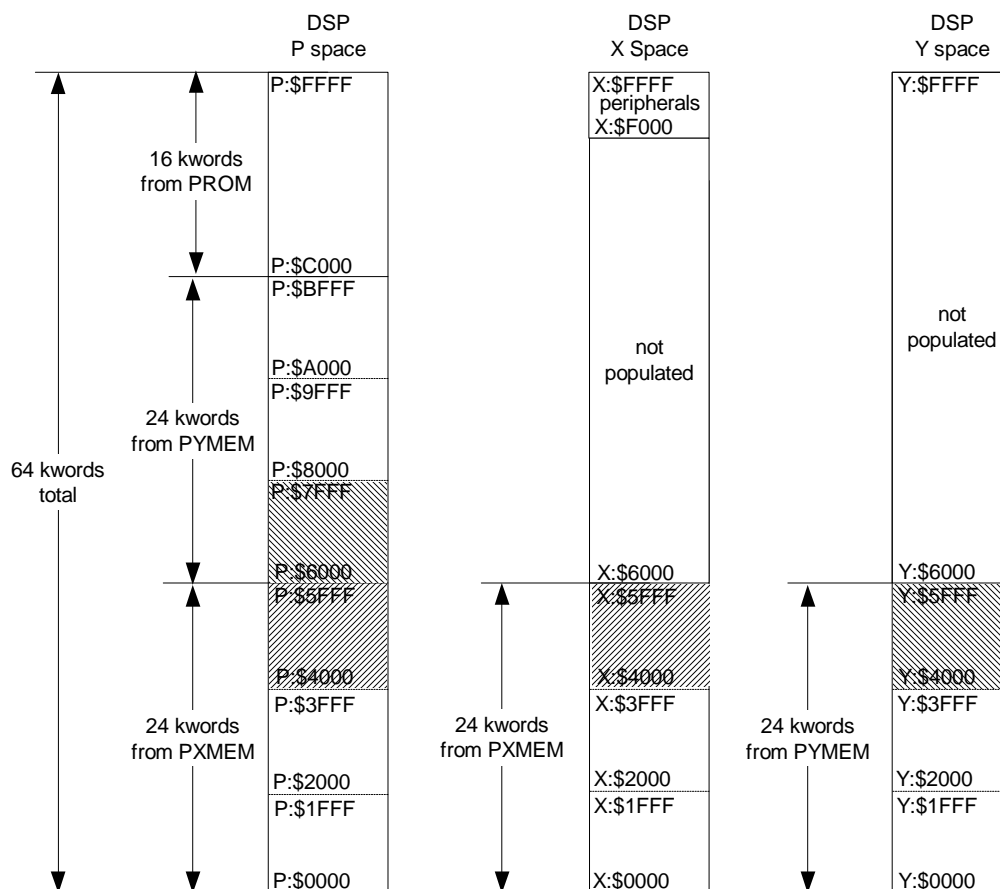 DSP
P space
DSP
X Space
DSP
Y space
P:$FFFF
X:$FFFF
peripherals
X:$F000
Y:$FFFF
16 kwords
from PROM
P:$C000
P:$BFFF
not
populated
not
populated
P:$A000
P:$9FFF
24 kwords
from PYMEM
64 kwords
total
P:$8000
P:$7FFF
P:$6000
X:$6000
Y:$6000
P:$5FFF
X:$5FFF
Y:$5FFF
P:$4000
X:$4000
Y:$4000
P:$3FFF
X:$3FFF
Y:$3FFF
24 kwords
from PXMEM
24 kwords
from PXMEM
24 kwords
from PYMEM
P:$2000
X:$2000
Y:$2000
P:$1FFF
X:$1FFF
Y:$1FFF
P:$0000
X:$0000
Y:$0000